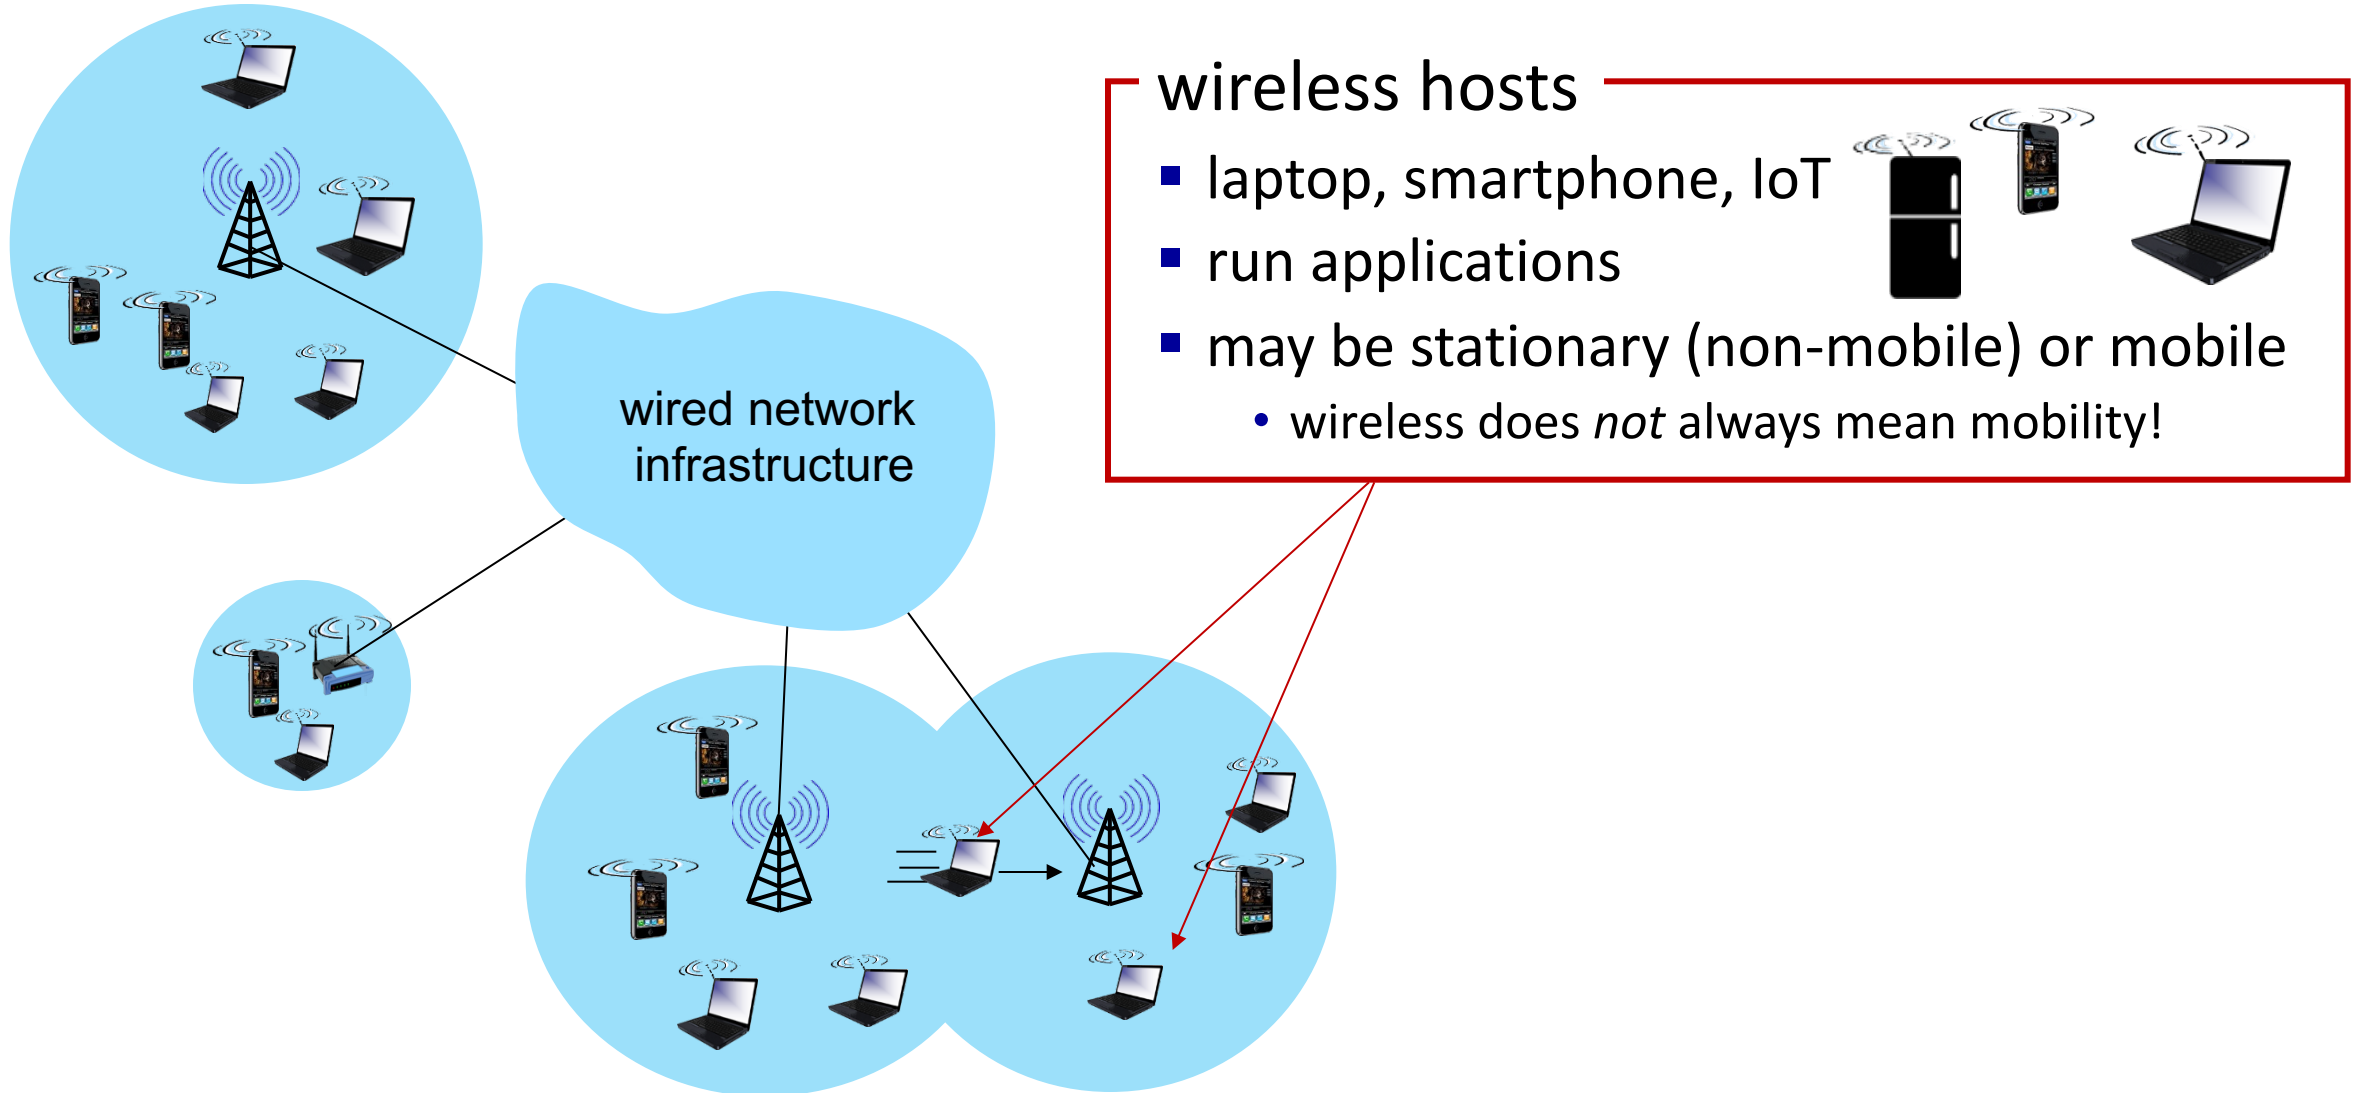 wireless hosts
laptop, smartphone, IoT
run applications
may be stationary (non-mobile) or mobile
wireless does not always mean mobility!
wired network
infrastructure